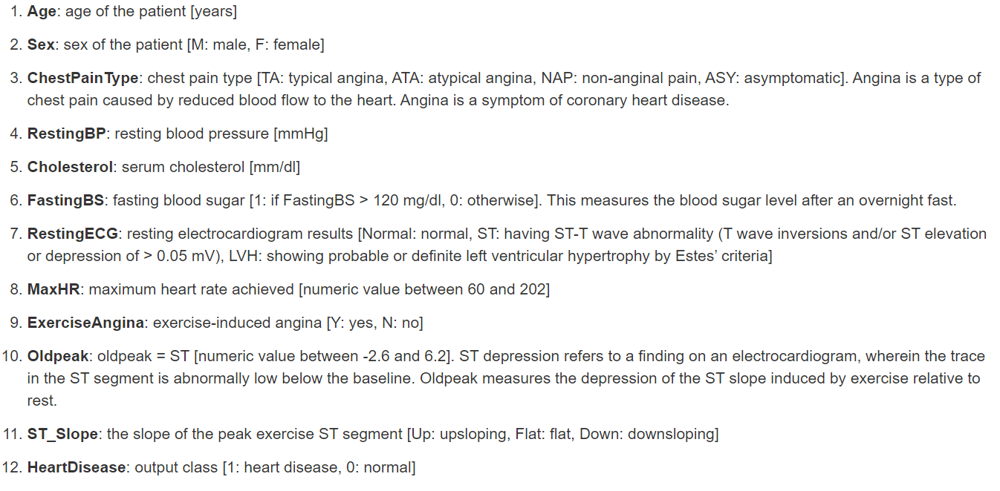 1. Age: age of the patient [years]
2. Sex: sex of the patient [M: male, F: female]
3. ChestPainType: chest pain type [TA: typical angina, ATA: atypical angina, NAP: non-anginal pain, ASY: asymptomatic]. Angina is a type of
chest pain caused by reduced blood flow to the heart. Angina is a symptom of coronary heart disease.
4. RestingBP: resting blood pressure [mmHg]
5. Cholesterol: serum cholesterol [mm/dl]
6. FastingBS: fasting blood sugar [1: if FastingBS > 120 mg/dl, 0: otherwise]. This measures the blood sugar level after an overnight fast.
7. RestingECG: resting electrocardiogram results [Normal: normal, ST: having ST-T wave abnormality (T wave inversions and/or ST elevation
or depression of > 0.05 mV), LVH: showing probable or definite left ventricular hypertrophy by Estes’ criteria]
8. MaxHR: maximum heart rate achieved [numeric value between 60 and 202]
9. ExerciseAngina: exercise-induced angina [Y: yes, N: no]
10. Oldpeak: oldpeak = ST [numeric value between -2.6 and 6.2]. ST depression refers to a finding on an electrocardiogram, wherein the trace
in the ST segment is abnormally low below the baseline. Oldpeak measures the depression of the ST slope induced by exercise relative to
rest.
11. ST_Slope: the slope of the peak exercise ST segment [Up: upsloping, Flat: flat, Down: downsloping]
12. HeartDisease: output class [1: heart disease, 0: normal]